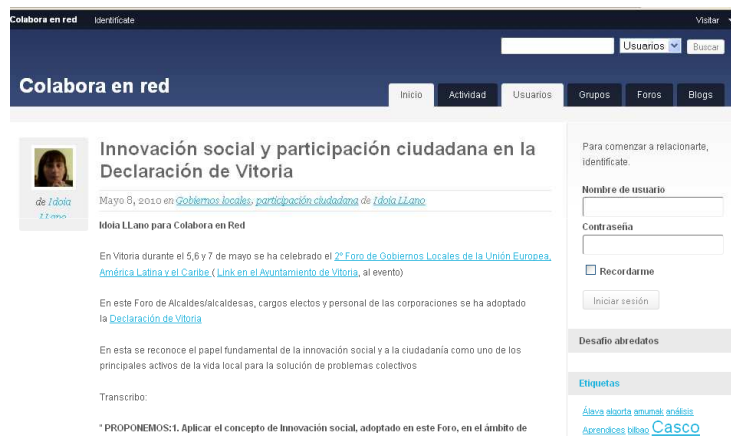 Colabora en red Identifícate Visitar
Usuarios Buscar
Colabora en red
Inicio Actividad Usuarios Grupos Foros Blogs
Innovación social y participación ciudadana en la
Declaración de Vitoria
de Idoia
LLano
Mayo 8, 2010 en Gobiernos locales, participación ciudadana de Idoia LLano
Idoia LLano para Colabora en Red
En Vitoria durante el 5,6 y 7 de mayo se ha celebrado el 2º Foro de Gobiernos Locales de la Unión Europea,
América Latina y el Caribe ( Link en el Ayuntamiento de Vitoria, al evento)
En este Foro de Alcaldes/alcaldesas, cargos electos y personal de las corporaciones se ha adoptado
la Declaración de Vitoria
En esta se reconoce el papel fundamental de la innovación social y a la ciudadanía como uno de los
principales activos de la vida local para la solución de problemas colectivos
Transcribo:
" PROPONEMOS:1. Aplicar el concepto de Innovación social, adoptado en este Foro, en el ámbito de
Para comenzar a relacionarte,
identifícate.
Nombre de usuario
Contraseña
Recordarme
Iniciar sesión
Desafio abredatos
Etiquetas
Álava algorta amumak análisis
Aprendices bilbao Casco